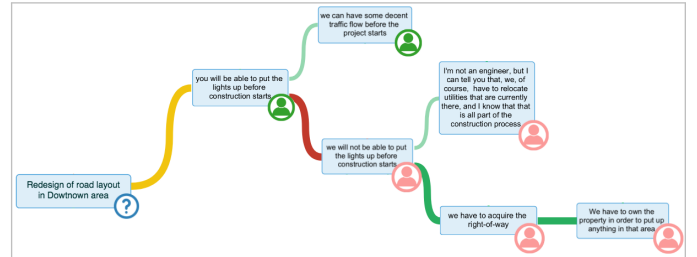 we can have some decent
traffic flow before the
project starts
you will be able to put the
lights up before
construction starts
I'm not an engineer, but I
can tell you that, we, of
course, have to relocate
utilities that are currently
there, and I know that that
is all part of the
construction process
we will not be able to put
the lights up before
construction starts
Redesign of road layout
in Dowtnown area
?
we have to acquire the
right-of-way
We have to own the
property in order to put up
anything in that area